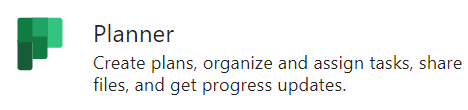 Planner
Create plans, organize and assign tasks, share
files, and get progress updates.